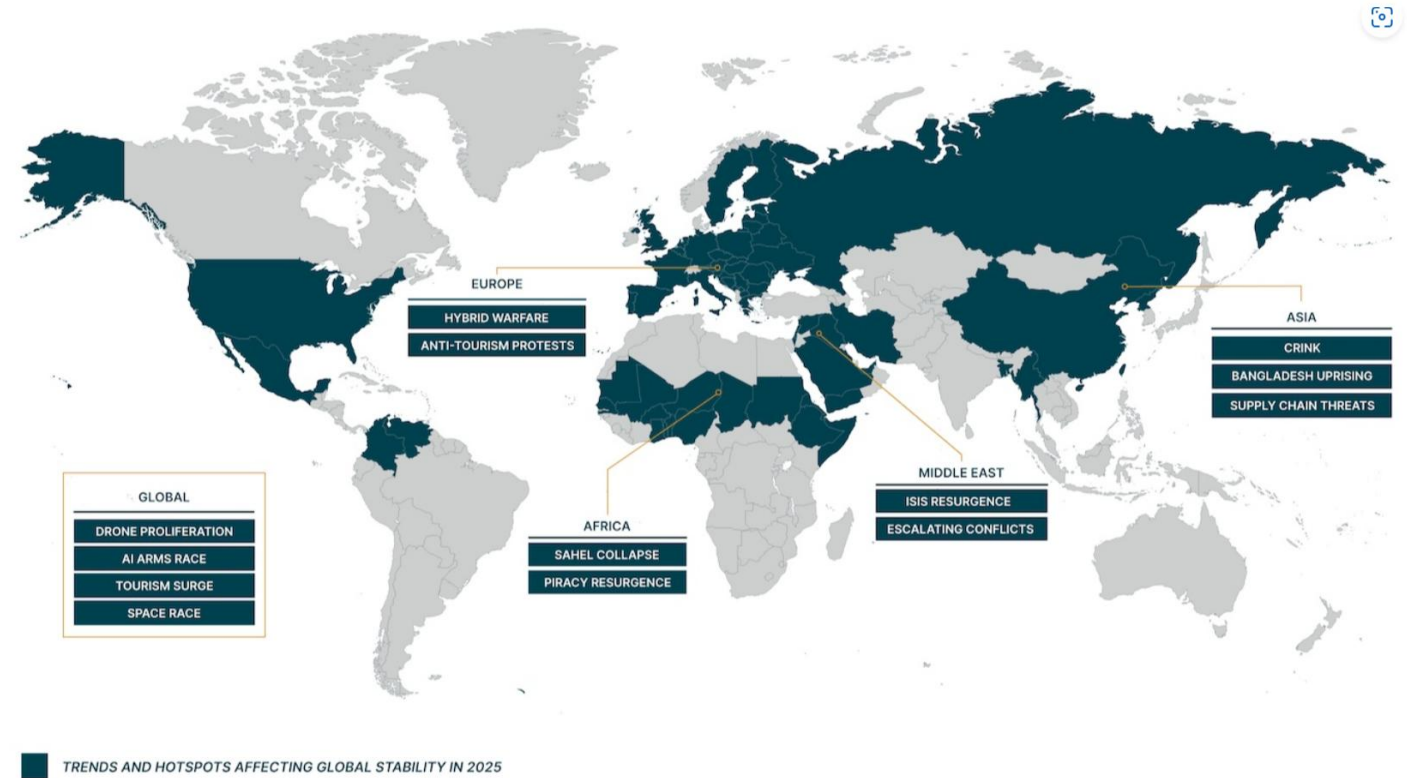 EUROPE
HYBRID WARFARE
ANTI-TOURISM PROTESTS
ASIA
CRINK
BANGLADESH UPRISING
SUPPLY CHAIN THREATS
MIDDLE EAST
ISIS RESURGENCE
ESCALATING CONFLICTS
GLOBAL
DRONE PROLIFERATION
AI ARMS RACE
TOURISM SURGE
SPACE RACE
AFRICA
SAHEL COLLAPSE
PIRACY RESURGENCE
TRENDS AND HOTSPOTS AFFECTING GLOBAL STABILITY IN 2025